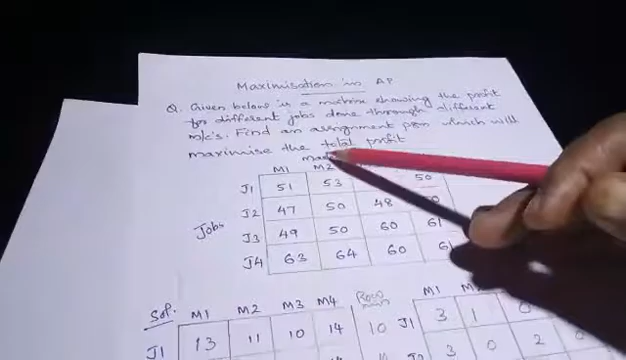 Maximisation in AP
Q. Given below is a matrix showing the profit
for different jobs done through different
m/c's. Find an assignment which will
maximise the total profit
M1 M2
J1 51 53 50
J2 47 50 48
Jobs J3 49 50 60 61
J4 63 64 60
Sol. M1 M2 M3 M4 Row min M1
J1 13 11 10 14 10 J1 3 1 0
3 0 2